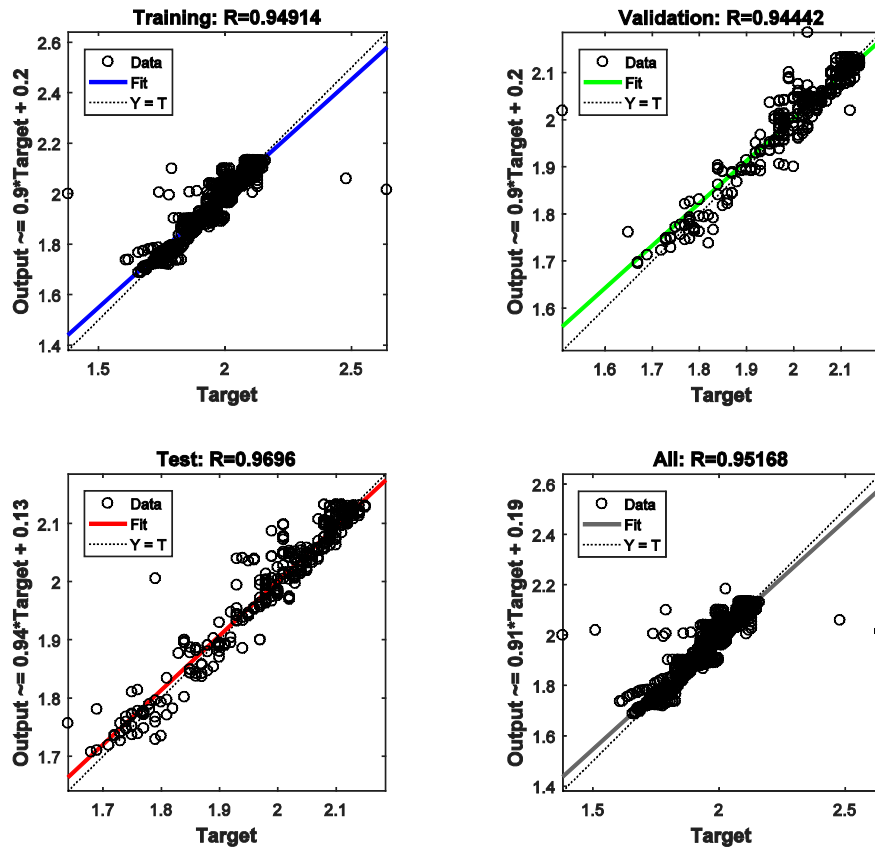 Training: R=0.94914
Output ~= 0.9*Target + 0.2
2.6
2.4
2.2
2
1.8
1.6
1.4
Data
Fit
Y = T
1.5
2
2.5
Target
Validation: R=0.94442
Output ~= 0.9*Target + 0.2
2.1
2
1.9
1.8
1.7
1.6
Data
Fit
Y = T
1.6
1.7
1.8
1.9
2
2.1
Target
Test: R=0.9696
Output ~= 0.94*Target + 0.13
2.1
2
1.9
1.8
1.7
Data
Fit
Y = T
1.7
1.8
1.9
2
2.1
Target
All: R=0.95168
Output ~= 0.91*Target + 0.19
2.6
2.4
2.2
2
1.8
1.6
1.4
Data
Fit
Y = T
1.5
2
2.5
Target